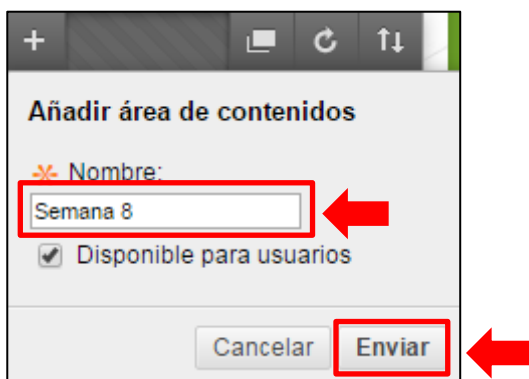 Añadir área de contenidos
Nombre:
Semana 8
Disponible para usuarios
Cancelar Enviar